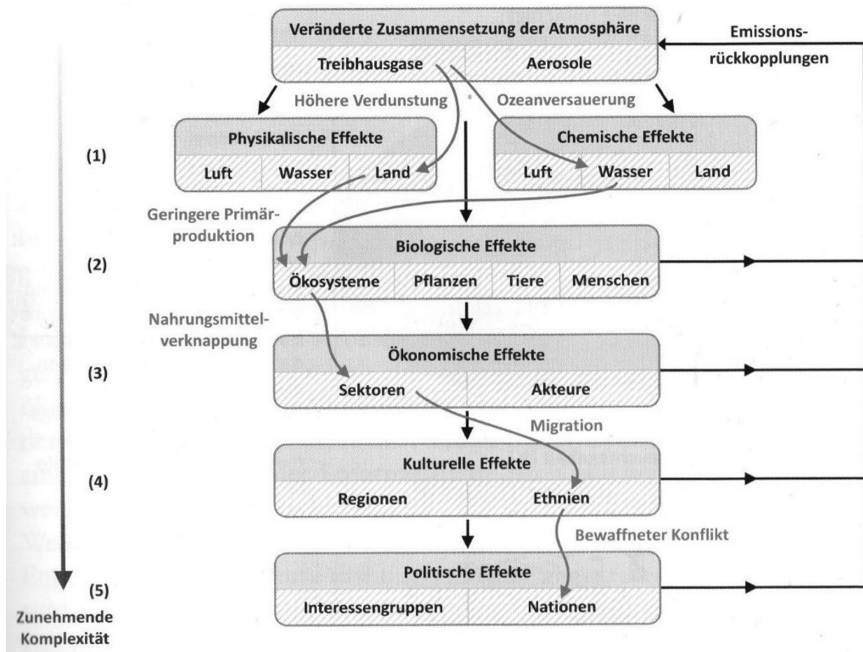 Veränderte Zusammensetzung der Atmosphäre
Treibhausgase
Aerosole
Emissions-
rückkopplungen
Höhere Verdunstung
Ozeanversauerung
(1)
Physikalische Effekte
Luft
Wasser
Land
Chemische Effekte
Luft
Wasser
Land
Geringere Primär-
produktion
(2)
Biologische Effekte
Ökosysteme
Pflanzen
Tiere
Menschen
Nahrungsmittel-
verknappung
(3)
Ökonomische Effekte
Sektoren
Akteure
Migration
(4)
Kulturelle Effekte
Regionen
Ethnien
Bewaffneter Konflikt
(5)
Politische Effekte
Interessengruppen
Nationen
Zunehmende
Komplexität